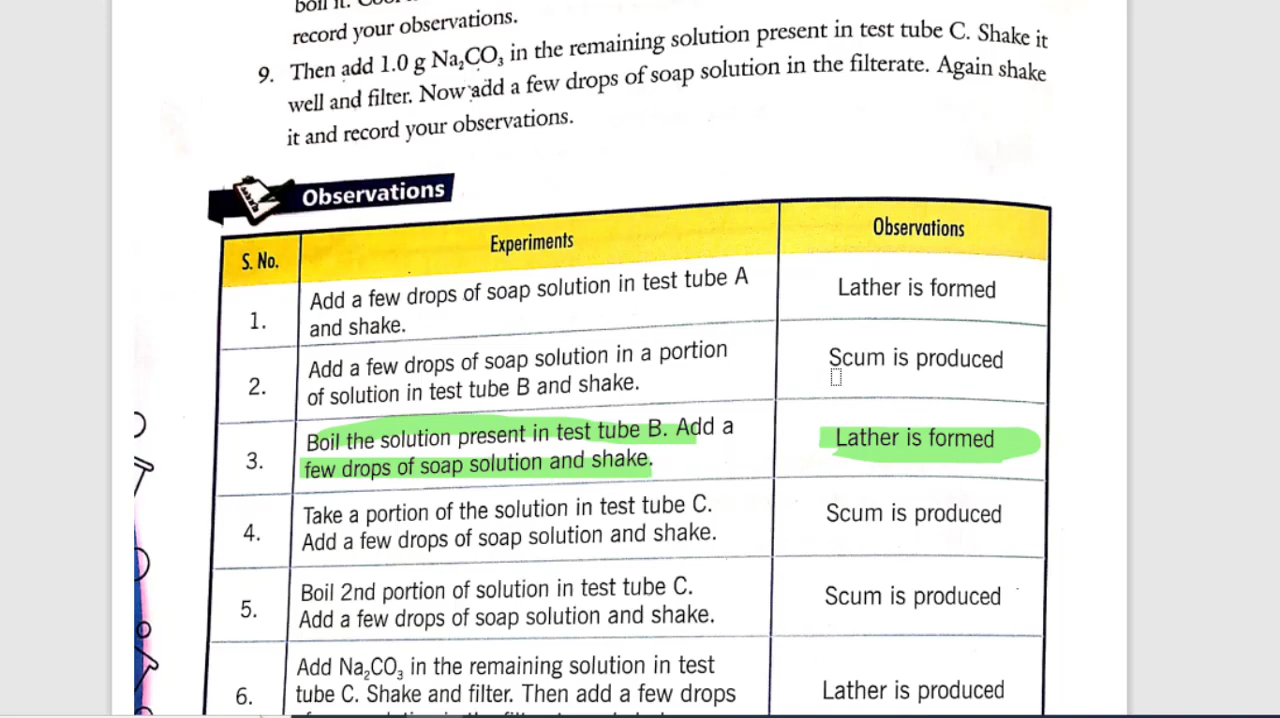 record your observations.
9. Then add 1.0 g Na₂CO₃ in the remaining solution present in test tube C. Shake it
well and filter. Now add a few drops of soap solution in the filterate. Again shake
it and record your observations.
Observations
S. No. Experiments Observations
1. Add a few drops of soap solution in test tube A
and shake. Lather is formed
2. Add a few drops of soap solution in a portion
of solution in test tube B and shake. Scum is produced
3. Boil the solution present in test tube B. Add a
few drops of soap solution and shake. Lather is formed
4. Take a portion of the solution in test tube C.
Add a few drops of soap solution and shake. Scum is produced
5. Boil 2nd portion of solution in test tube C.
Add a few drops of soap solution and shake. Scum is produced
6. Add Na₂CO₃ in the remaining solution in test
tube C. Shake and filter. Then add a few drops Lather is produced